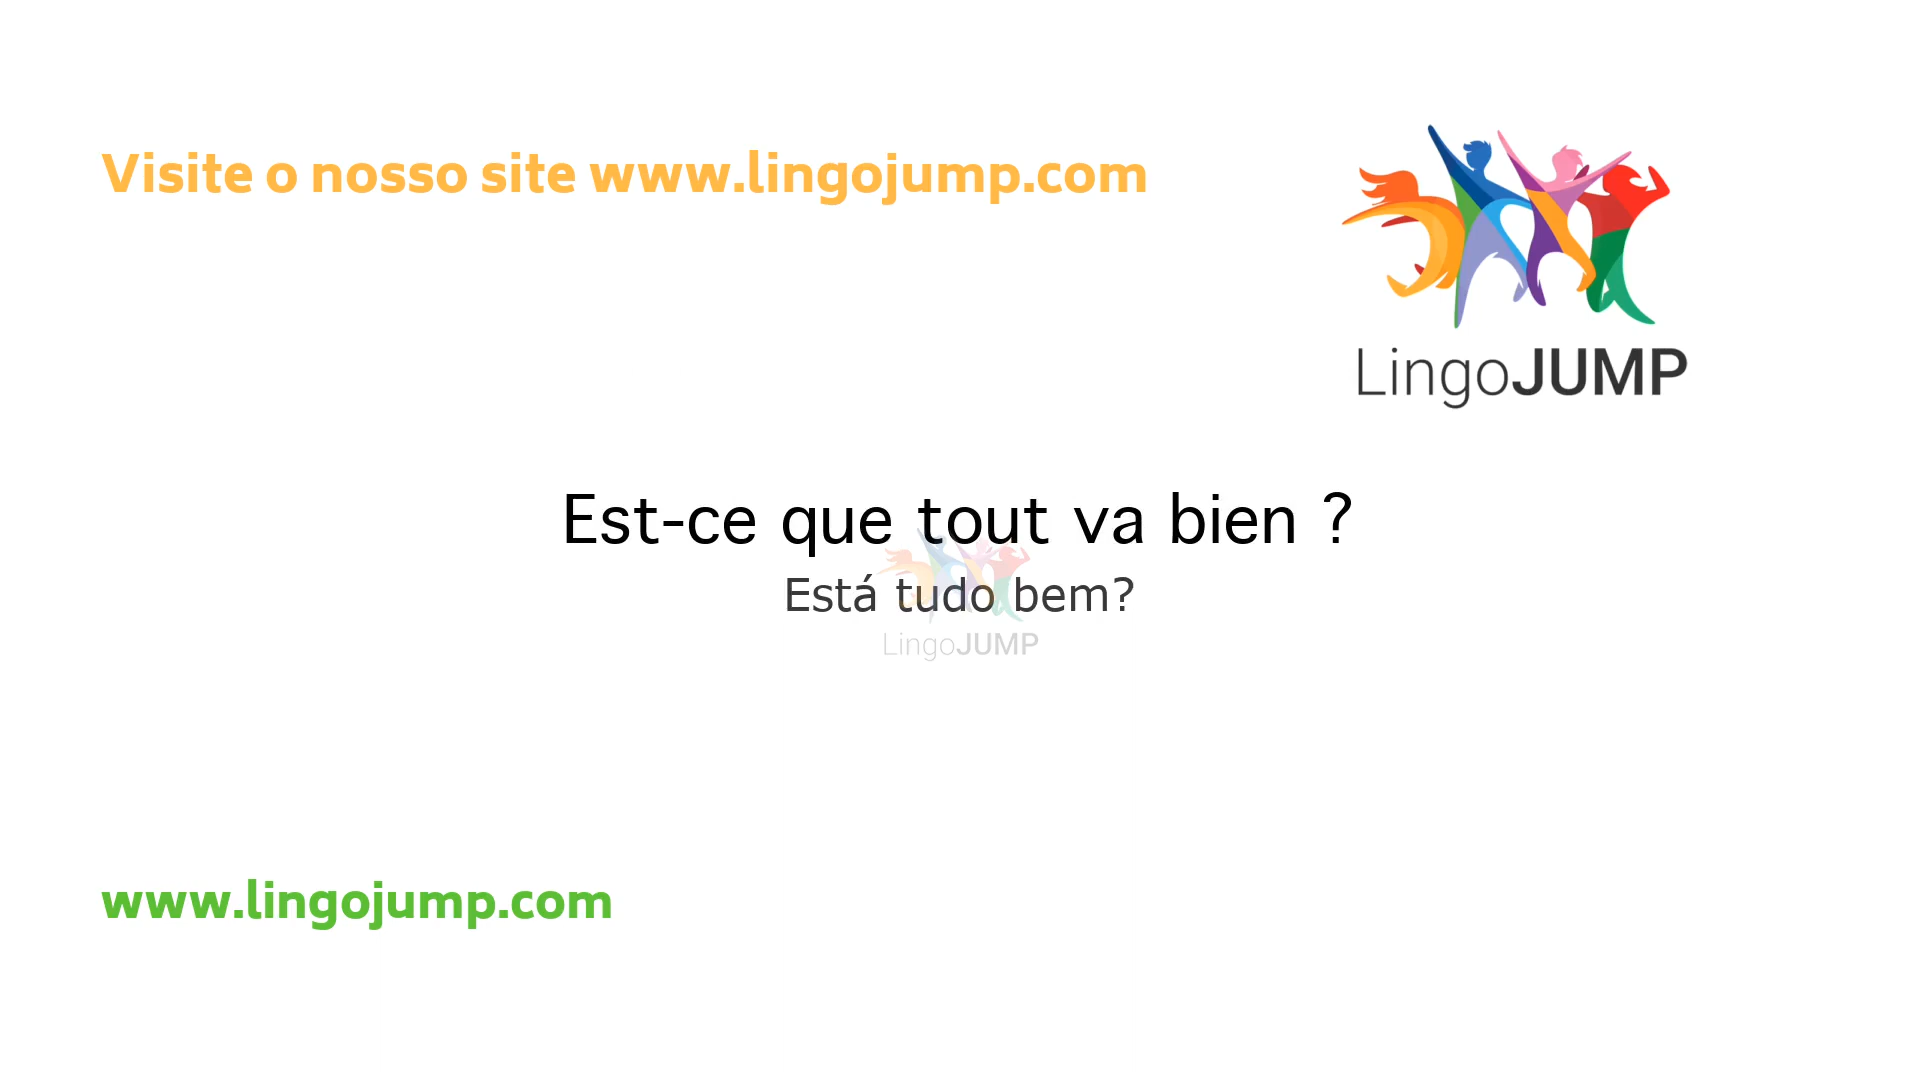 Visite o nosso site www.lingojump.com
LingoJUMP
Est-ce que tout va bien ?
Está tudo bem?
LingoJUMP
www.lingojump.com